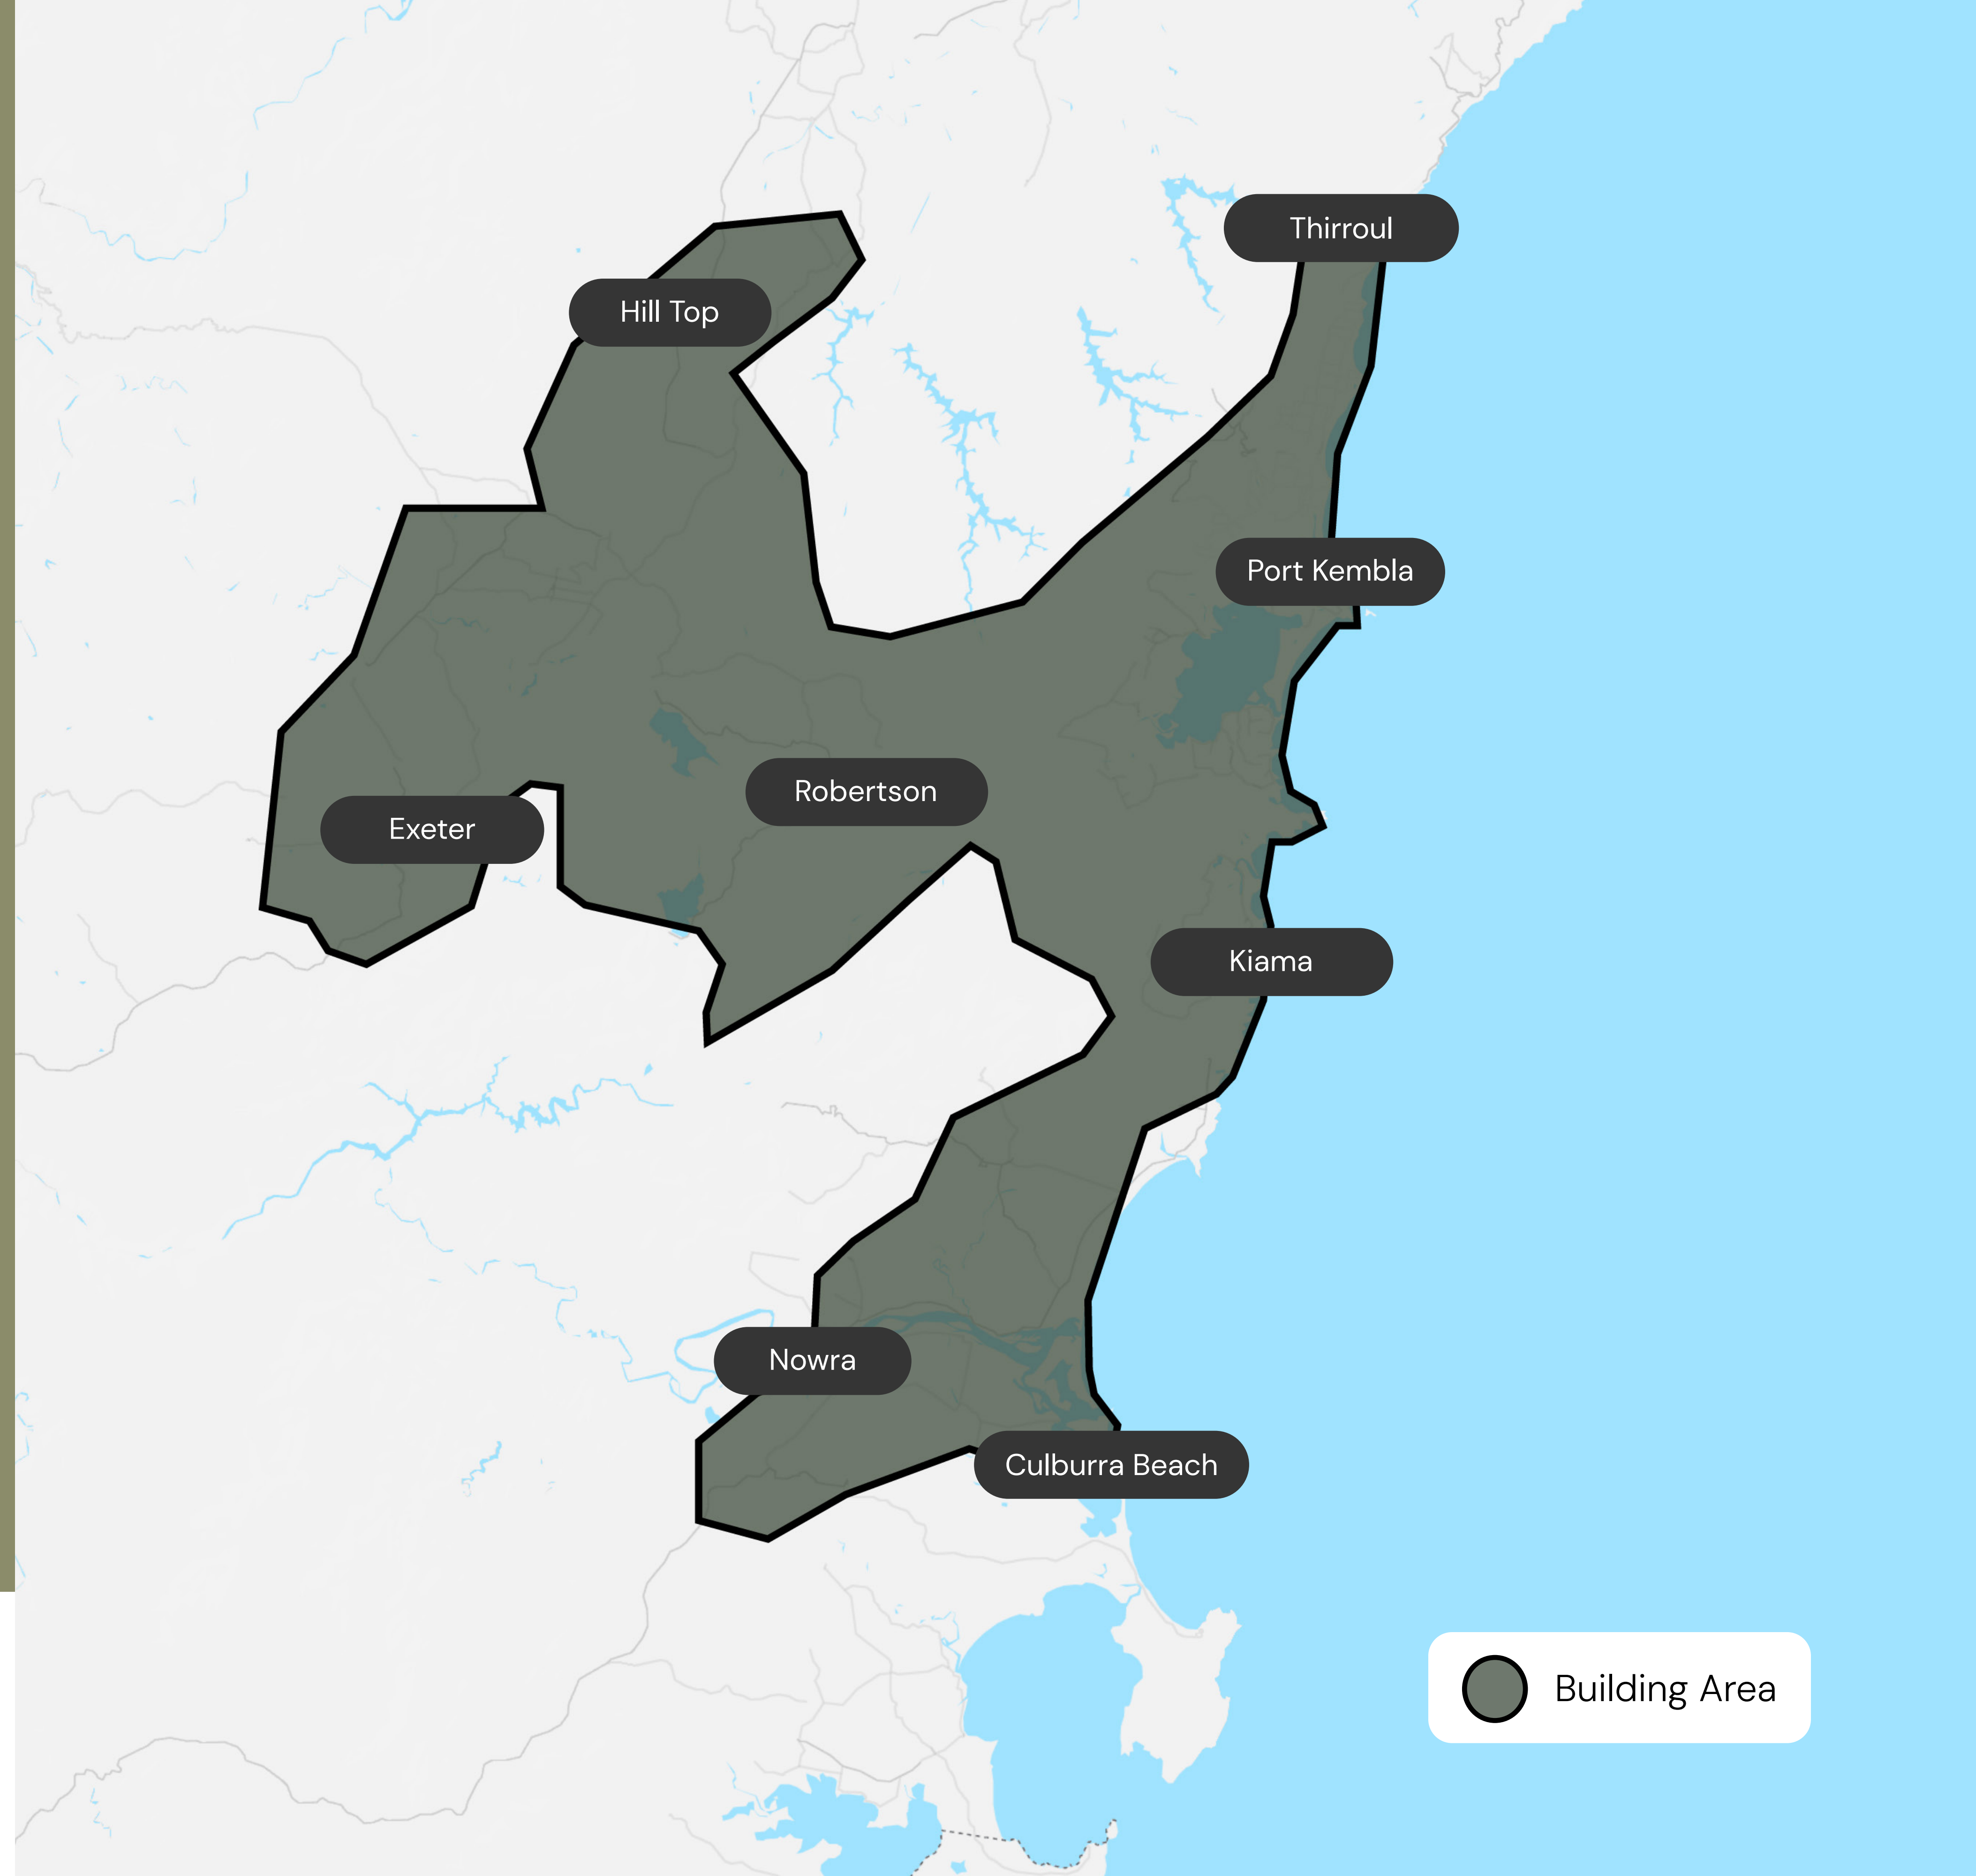 Thirroul
Hill Top
Port Kembla
Robertson
Exeter
Kiama
Nowra
Culburra Beach
Building Area